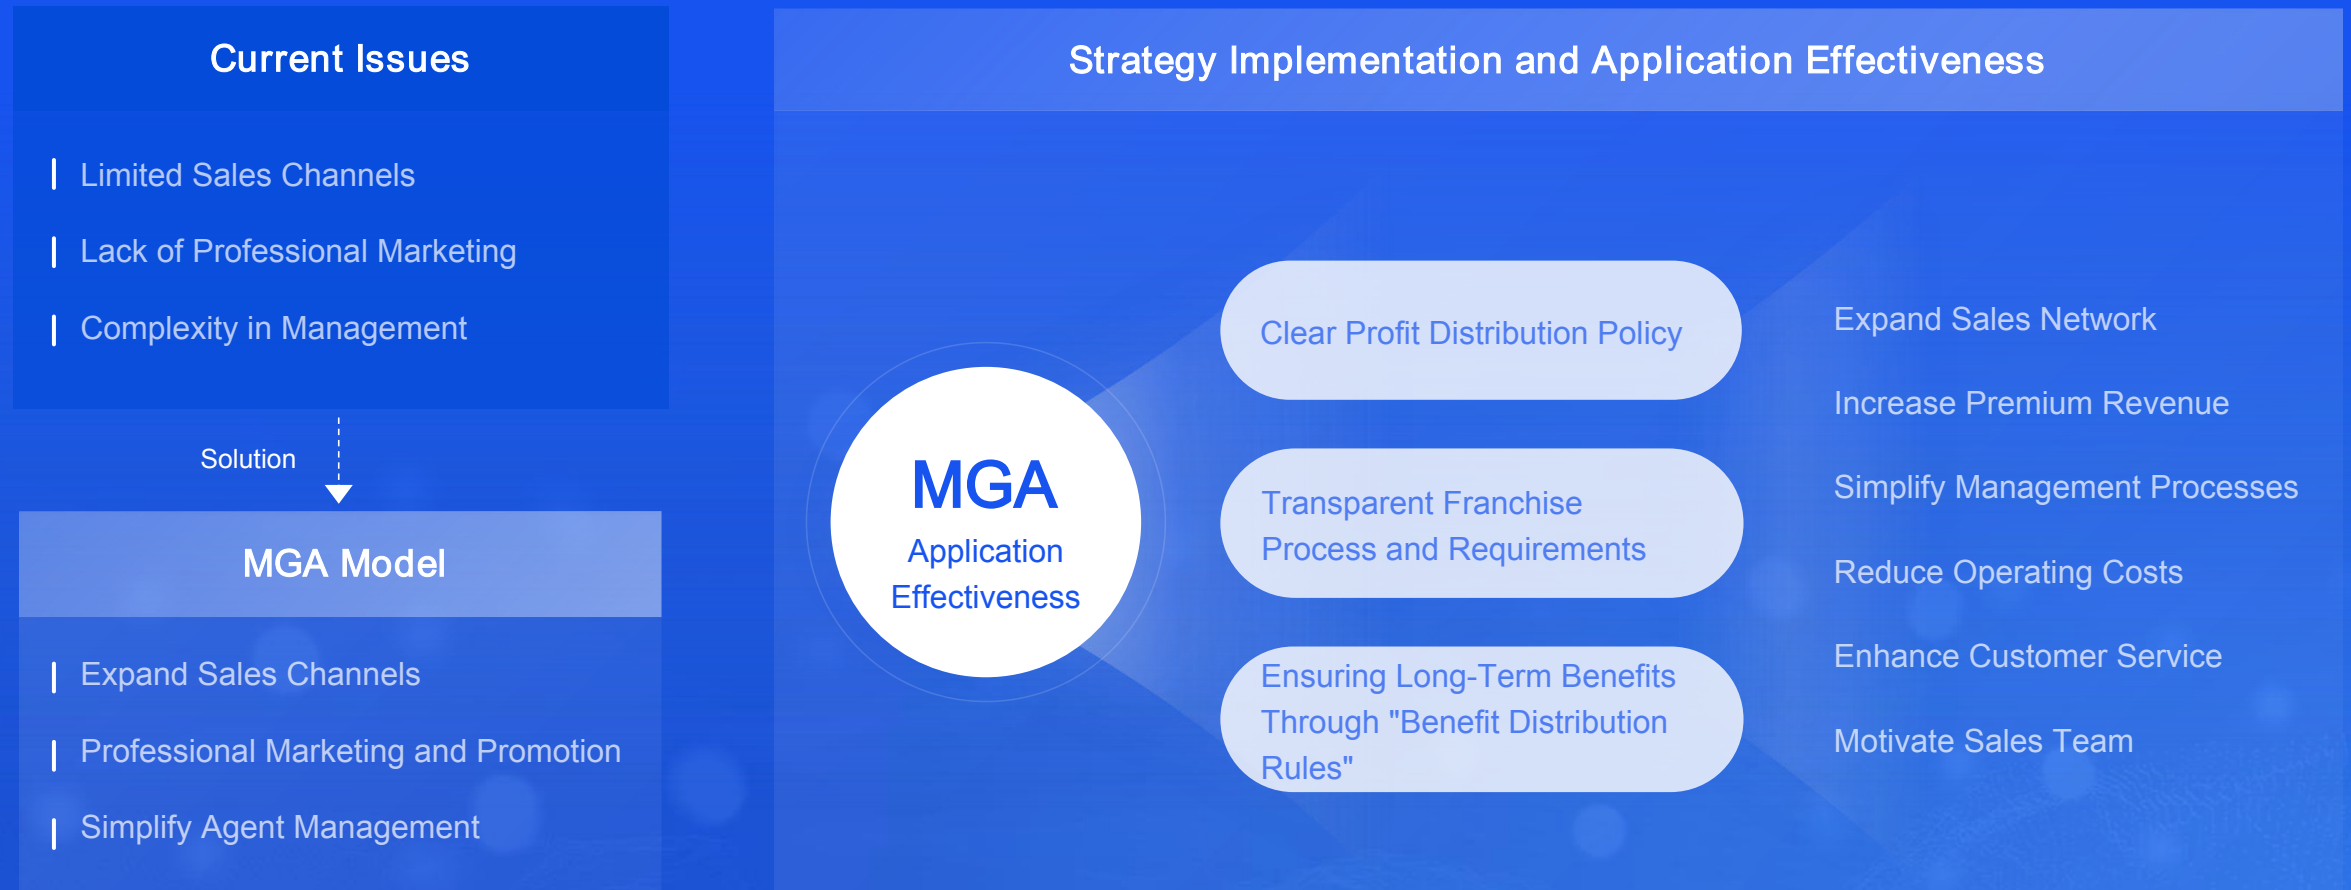 Current Issues
Limited Sales Channels
Lack of Professional Marketing
Complexity in Management
Solution
MGA Model
Expand Sales Channels
Professional Marketing and Promotion
Simplify Agent Management
Strategy Implementation and Application Effectiveness
MGA
Application
Effectiveness
Clear Profit Distribution Policy
Transparent Franchise
Process and Requirements
Ensuring Long-Term Benefits
Through "Benefit Distribution
Rules"
Expand Sales Network
Increase Premium Revenue
Simplify Management Processes
Reduce Operating Costs
Enhance Customer Service
Motivate Sales Team